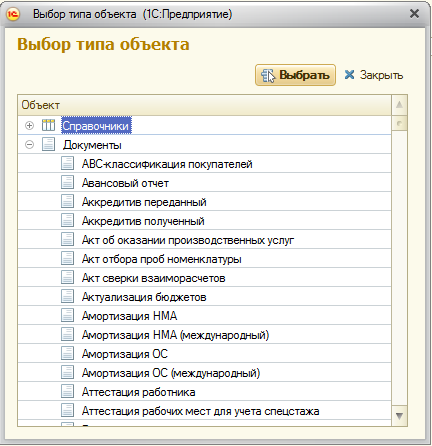 Выбор типа объекта (1С:Предприятие)
Выбор типа объекта
Выбрать Закрыть
Объект
Справочники
Документы
ABC-классификация покупателей
Авансовый отчет
Аккредитив переданный
Аккредитив полученный
Акт об оказании производственных услуг
Акт отбора проб номенклатуры
Акт сверки взаиморасчетов
Актуализация бюджетов
Амортизация НМА
Амортизация НМА (международный)
Амортизация ОС
Амортизация ОС (международный)
Аттестация работника
Аттестация рабочих мест для учета спецстажа